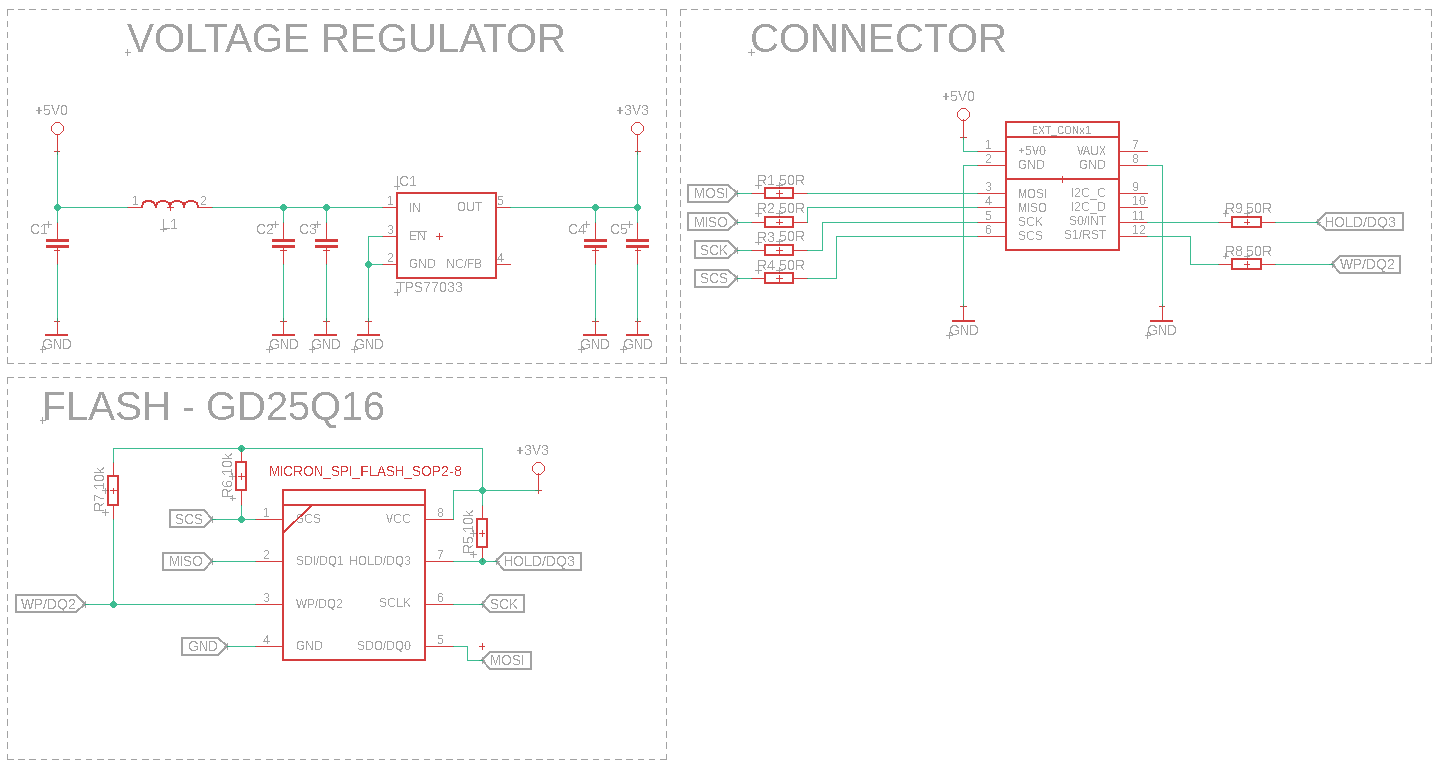 VOLTAGE REGULATOR
+5V0
+3V3
IC1
1
2
L1
C1
C2
C3
C4
C5
1
IN
OUT
5
3
EN
2
GND
NC/FB
4
TPS77033
GND
GND
GND
GND
GND
GND
CONNECTOR
+5V0
EXT_CONx1
1
+5V0
VAUX
7
2
GND
GND
8
MOSI
R1 50R
3
MOSI
I2C_C
9
MISO
R2 50R
4
MISO
I2C_D
10
SCK
R3 50R
5
SCK
S0/INT
11
R9 50R
HOLD/DQ3
SCS
R4 50R
6
SCS
S1/RST
12
R8 50R
WP/DQ2
GND
GND
FLASH - GD25Q16
+3V3
MICRON_SPI_FLASH_SOP2-8
R7 10k
R6 10k
R5 10k
SCS
1
SCS
VCC
8
MISO
2
SDI/DQ1
HOLD/DQ3
7
HOLD/DQ3
WP/DQ2
3
WP/DQ2
SCLK
6
SCK
GND
4
GND
SDO/DQ0
5
MOSI